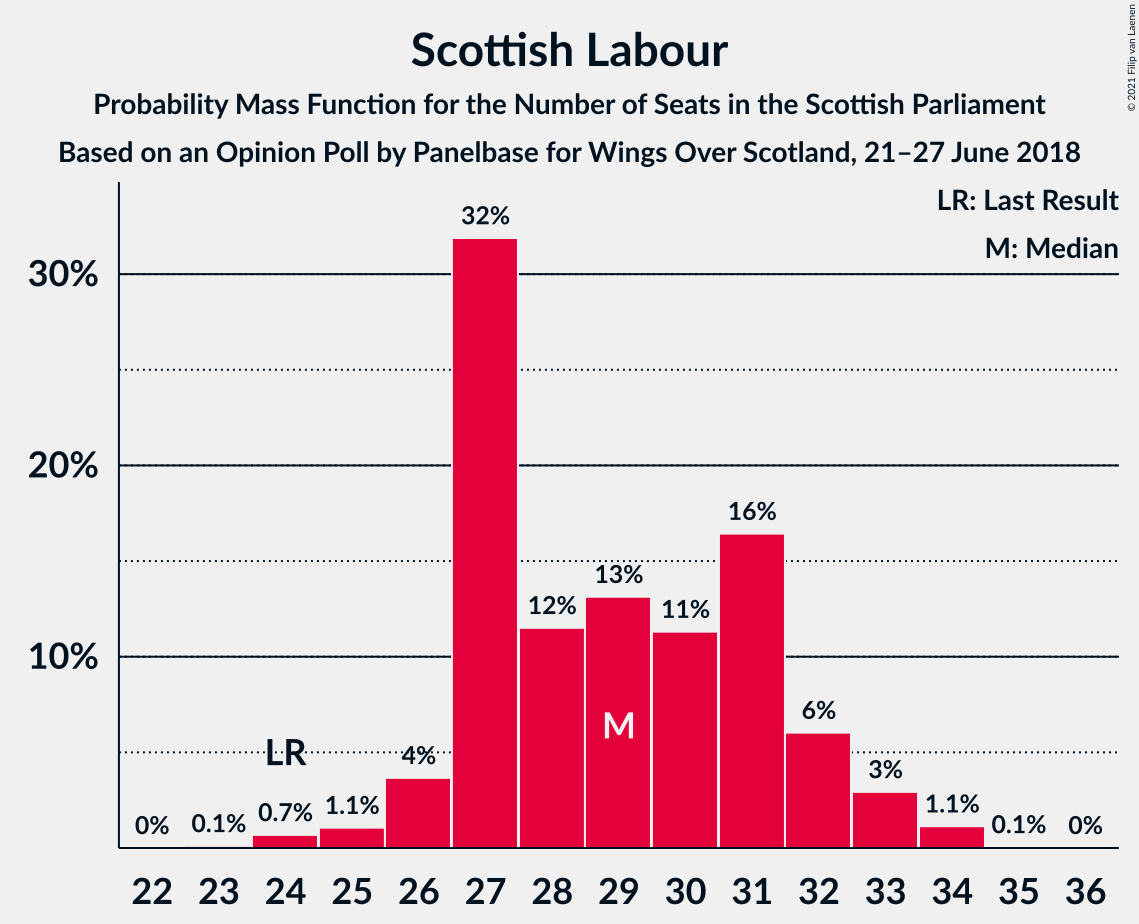 Scottish Labour
Probability Mass Function for the Number of Seats in the Scottish Parliament
Based on an Opinion Poll by Panelbase for Wings Over Scotland, 21–27 June 2018
© 2021 Filip van Laenen
LR: Last Result
M: Median
30%
20%
10%
0%
0.1%
0.7%
LR
1.1%
4%
32%
12%
13%
M
11%
16%
6%
3%
1.1%
0.1%
0%
22 23 24 25 26 27 28 29 30 31 32 33 34 35 36